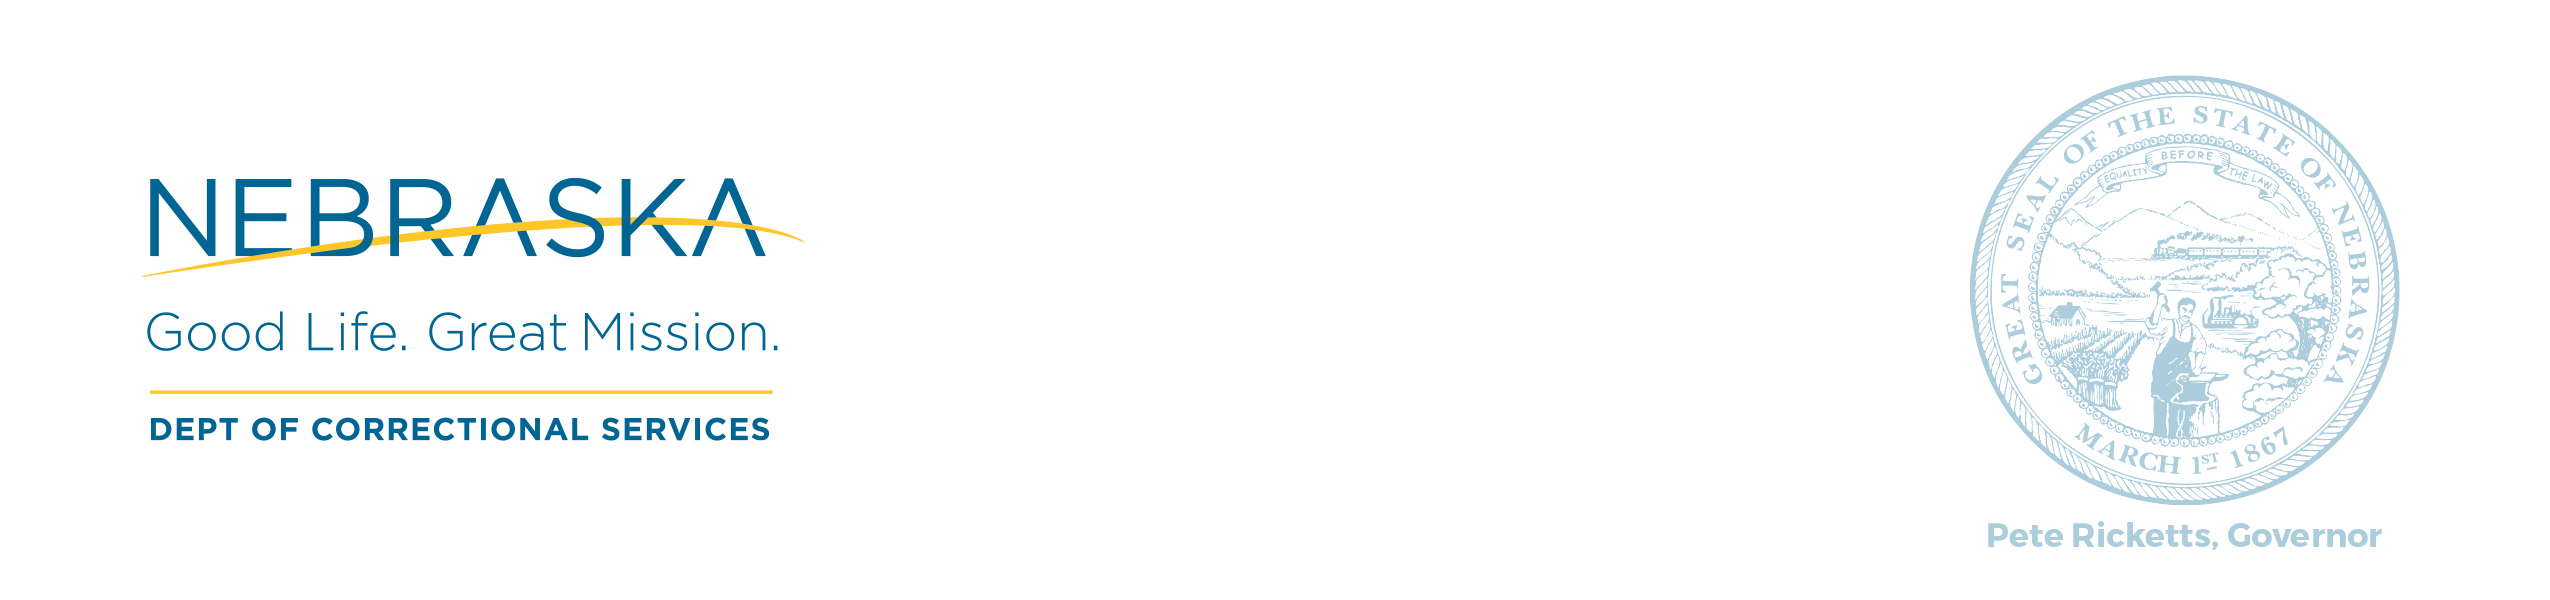 NEBRASKA
Good Life. Great Mission.
DEPT OF CORRECTIONAL SERVICES
GREAT SEAL OF THE STATE OF NEBRASKA
EQUALITY BEFORE THE LAW
MARCH 1ST 1867
Pete Ricketts, Governor